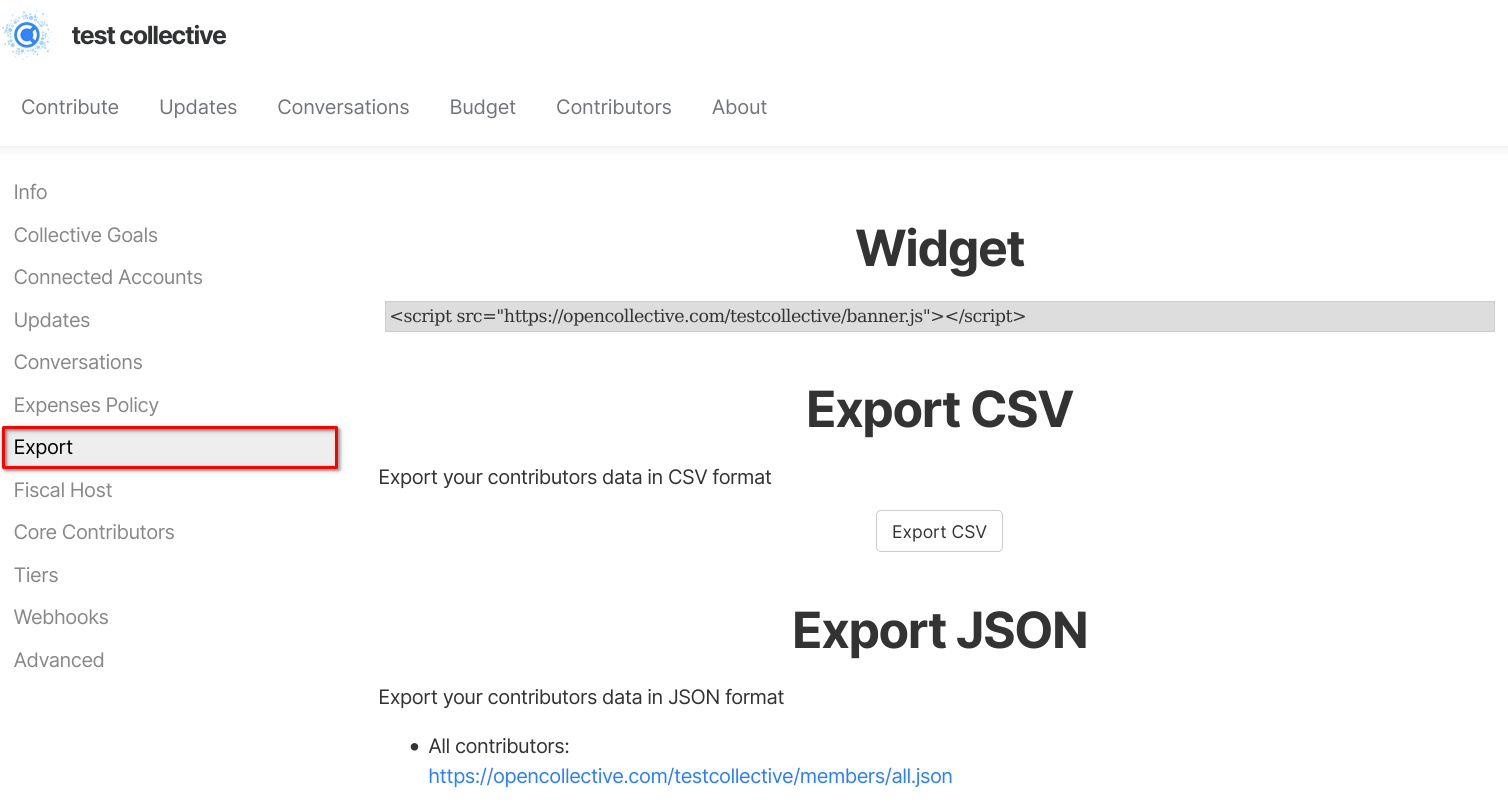 test collective
Contribute Updates Conversations Budget Contributors About
Info
Collective Goals
Connected Accounts
Updates
Conversations
Expenses Policy
Export
Fiscal Host
Core Contributors
Tiers
Webhooks
Advanced
Widget
<script src="https://opencollective.com/testcollective/banner.js"></script>
Export CSV
Export your contributors data in CSV format
Export CSV
Export JSON
Export your contributors data in JSON format
• All contributors:
https://opencollective.com/testcollective/members/all.json